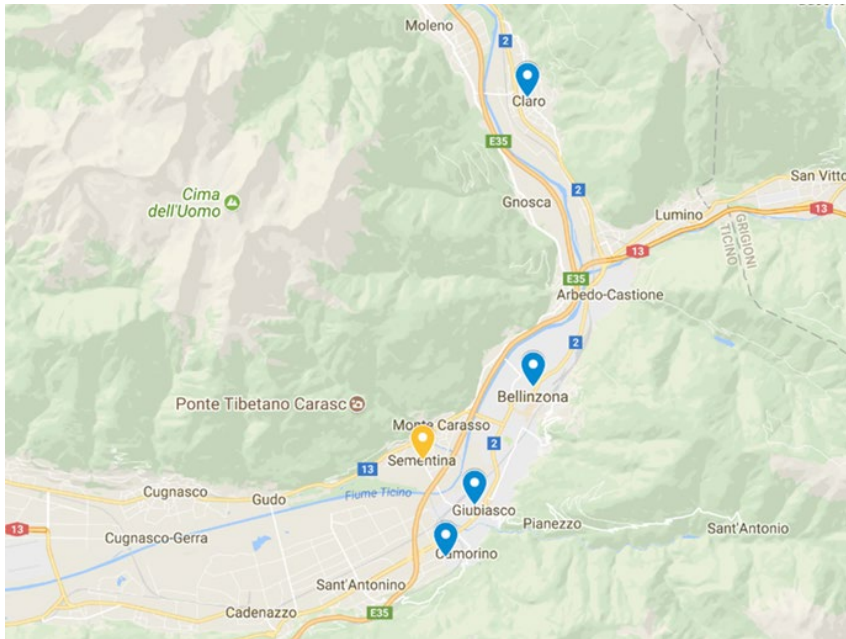 Moleno
2
Claro
E35
Cima
dell'Uomo
2
San Vitto
Gnosca
Lumino
13
13
GRIGIONI
TICINO
E35
Arbedo-Castione
2
Bellinzona
Ponte Tibetano Carasc
Monte Carasso
2
Sementina
13
Cugnasco
Gudo
Fiume Ticino
Giubiasco
Pianezzo
Sant'Antonio
13
Cugnasco-Gerra
Camorino
Sant'Antonino
Cadenazzo
E35